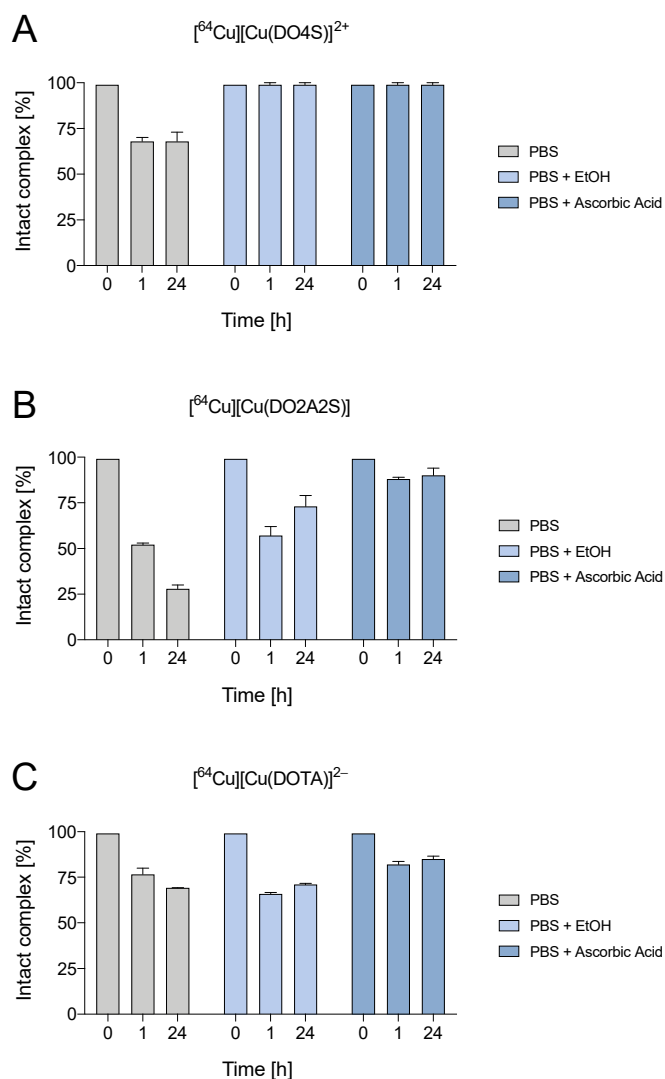 A
[⁶⁴Cu][Cu(DO4S)]²⁺
Intact complex [%]
100
75
50
25
0
0 1 24 0 1 24 0 1 24
Time [h]
PBS
PBS + EtOH
PBS + Ascorbic Acid
B
[⁶⁴Cu][Cu(DO2A2S)]
Intact complex [%]
100
75
50
25
0
0 1 24 0 1 24 0 1 24
Time [h]
PBS
PBS + EtOH
PBS + Ascorbic Acid
C
[⁶⁴Cu][Cu(DOTA)]²⁻
Intact complex [%]
100
75
50
25
0
0 1 24 0 1 24 0 1 24
Time [h]
PBS
PBS + EtOH
PBS + Ascorbic Acid